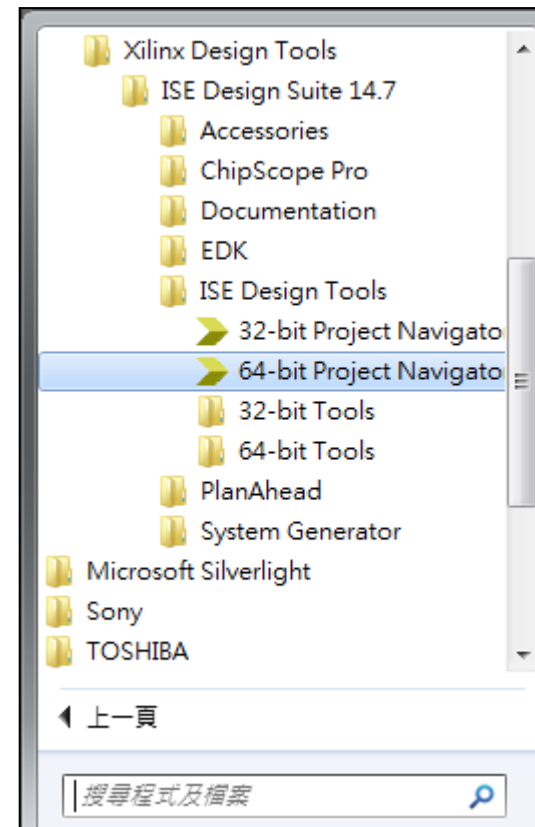 Xilinx Design Tools
ISE Design Suite 14.7
Accessories
ChipScope Pro
Documentation
EDK
ISE Design Tools
32-bit Project Navigato
64-bit Project Navigato
32-bit Tools
64-bit Tools
PlanAhead
System Generator
Microsoft Silverlight
Sony
TOSHIBA
上一頁
搜尋程式及檔案